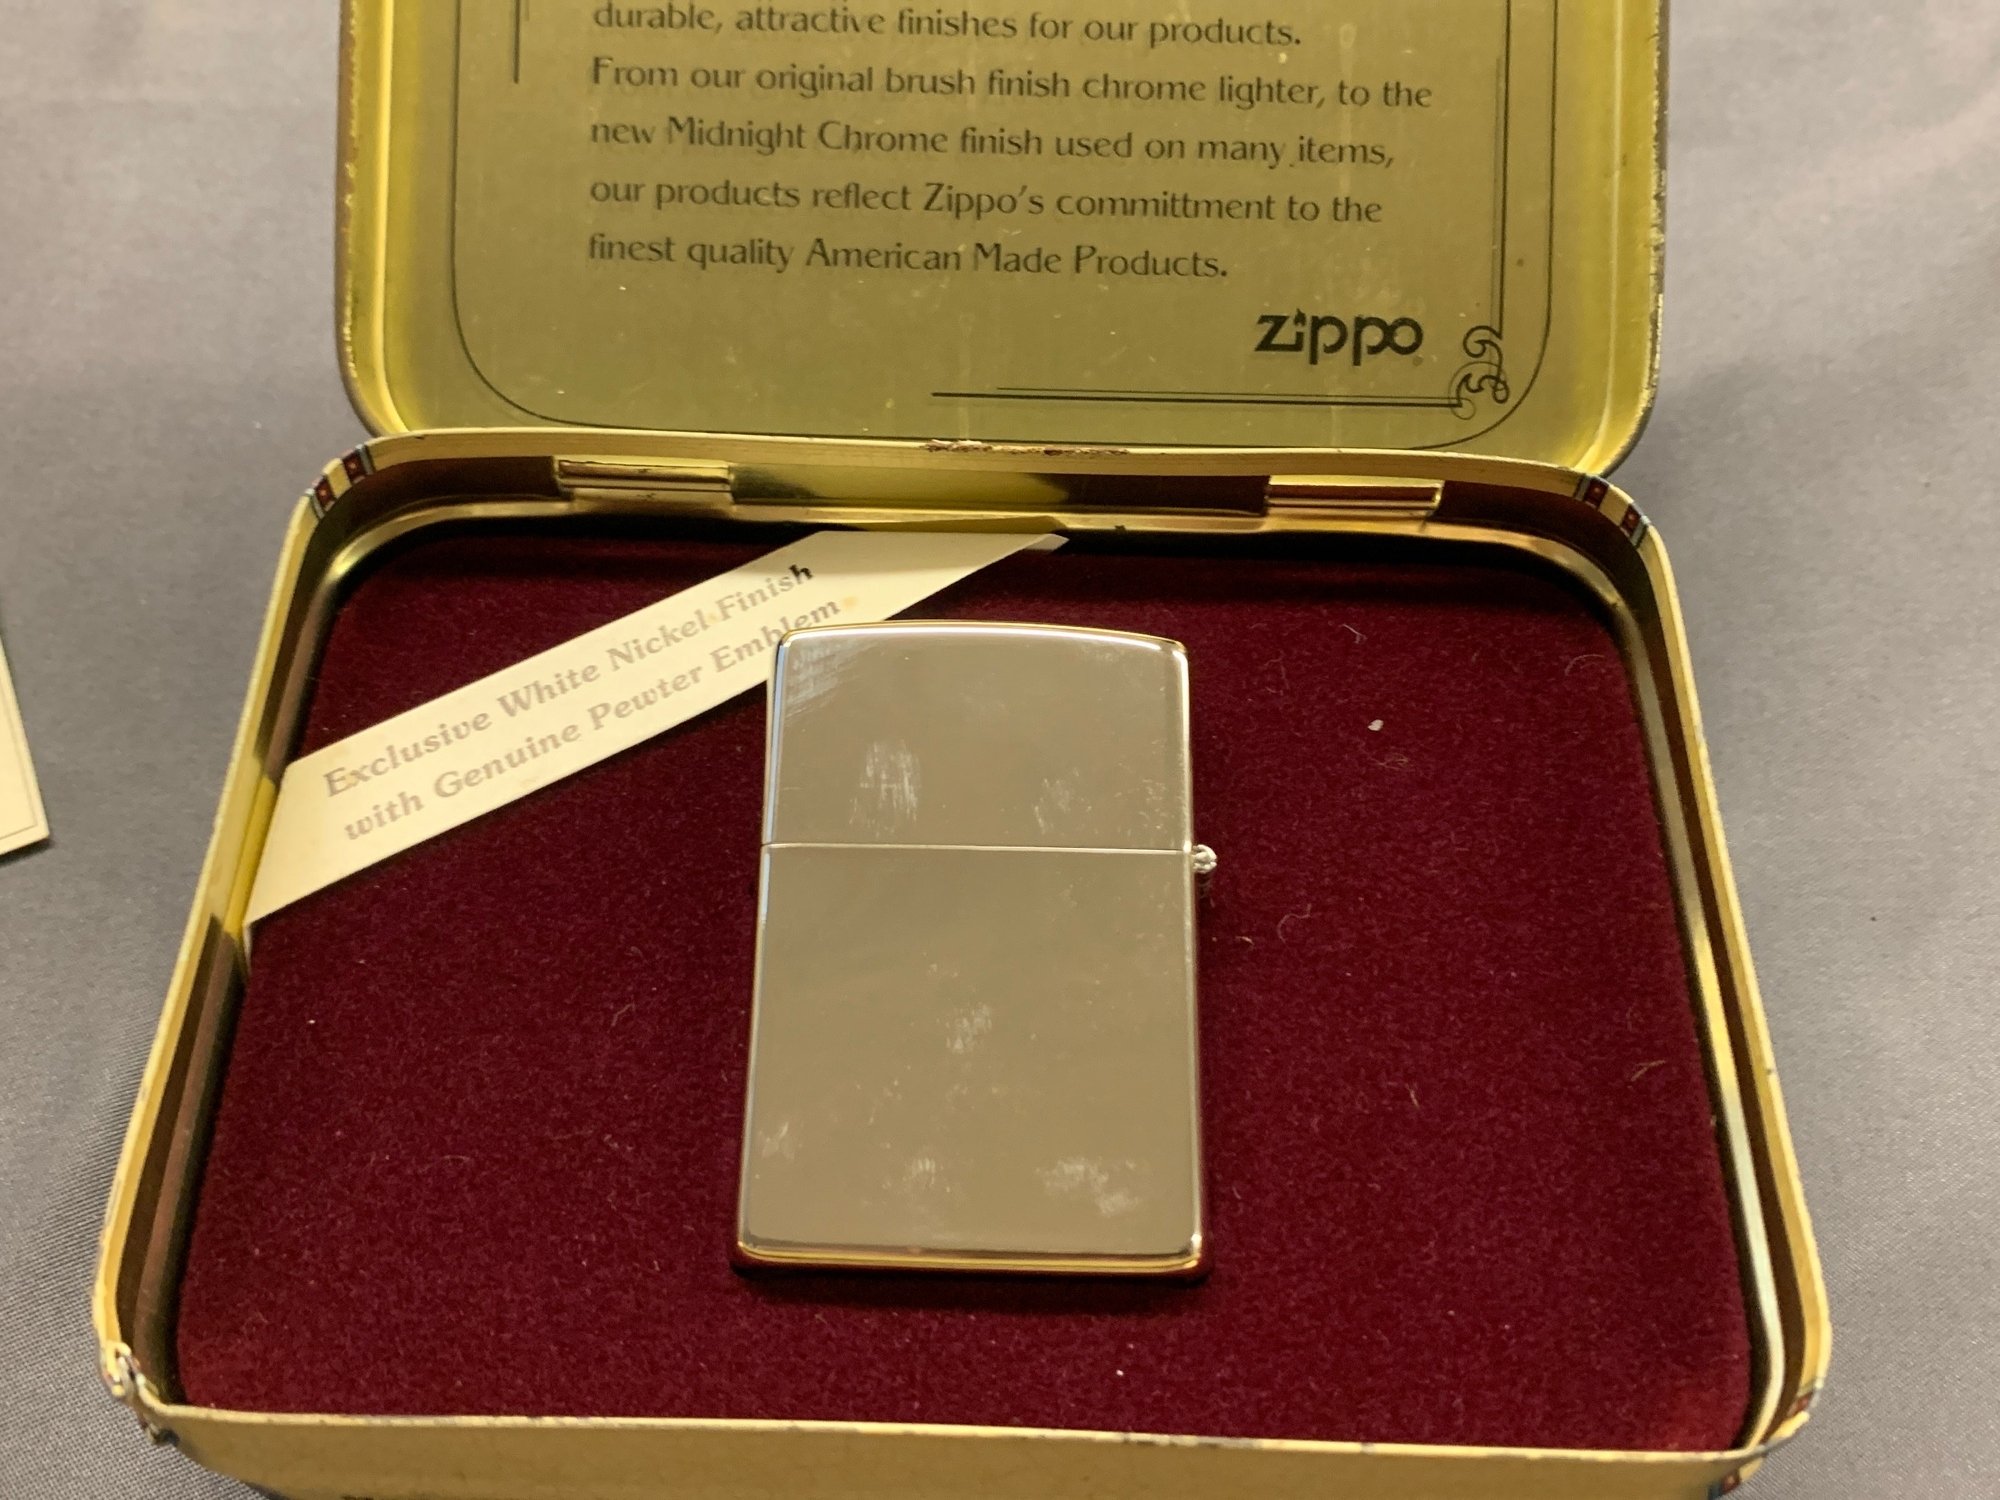 durable, attractive finishes for our products.
From our original brush finish chrome lighter, to the
new Midnight Chrome finish used on many items,
our products reflect Zippo's committment to the
finest quality American Made Products.
zippo
Exclusive White Nickel Finish
with Genuine Pewter Emblem